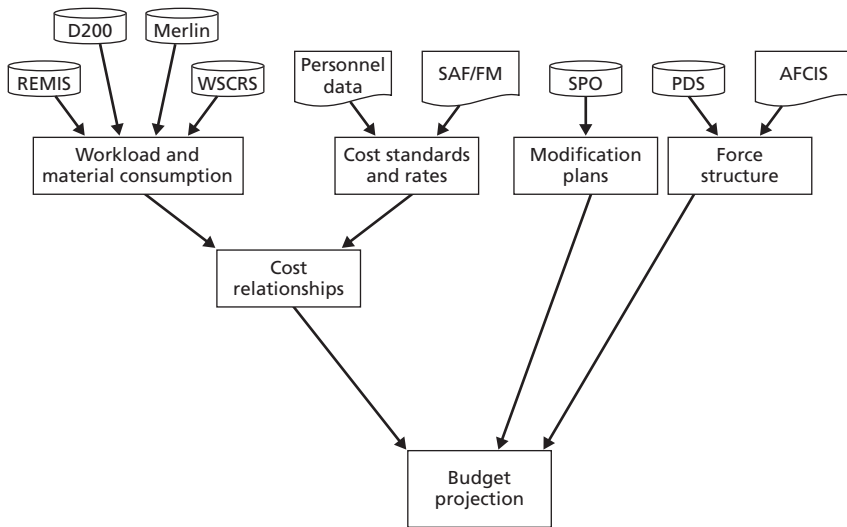 D200
Merlin
REMIS
WSCRS
Personnel
data
SAF/FM
SPO
PDS
AFCIS
Workload and
material consumption
Cost standards
and rates
Modification
plans
Force
structure
Cost
relationships
Budget
projection